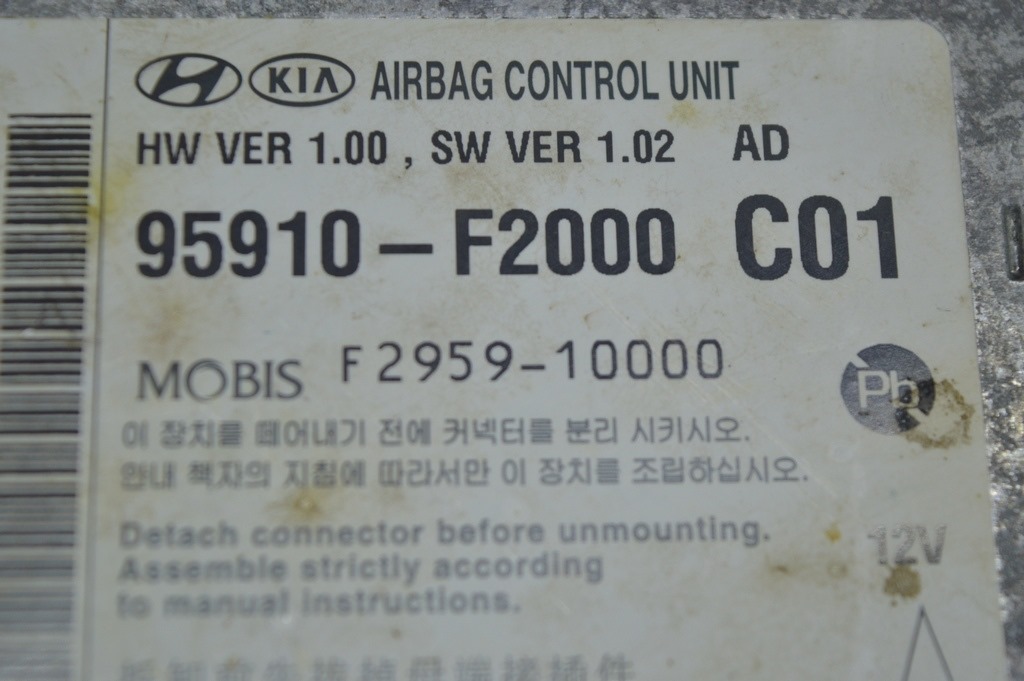 KIA AIRBAG CONTROL UNIT
HW VER 1.00 , SW VER 1.02 AD
95910-F2000 C01
MOBIS F2959-10000
Pb
이 장치를 떼어내기 전에 커넥터를 분리 시키시오.
안내 책자의 지침에 따라서만 이 장치를 조립하십시오.
12V
Detach connector before unmounting.
Assemble strictly according
to manual instructions.